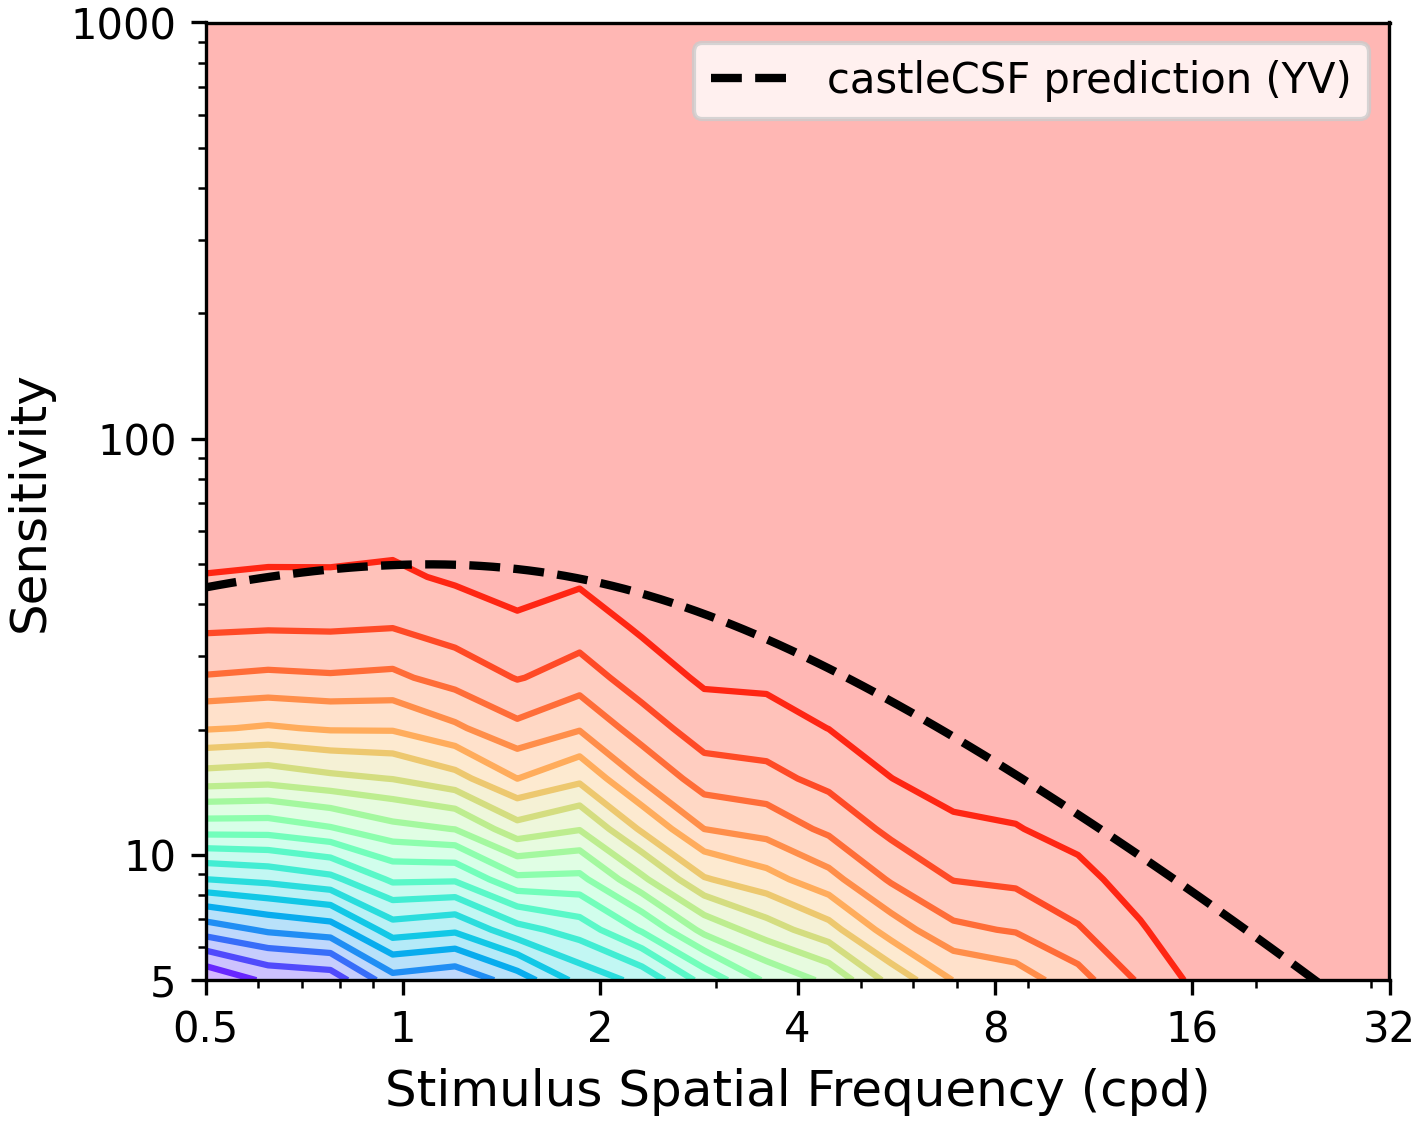 1000
castleCSF prediction (YV)
Sensitivity
100
10
5
0.5 1 2 4 8 16 32
Stimulus Spatial Frequency (cpd)